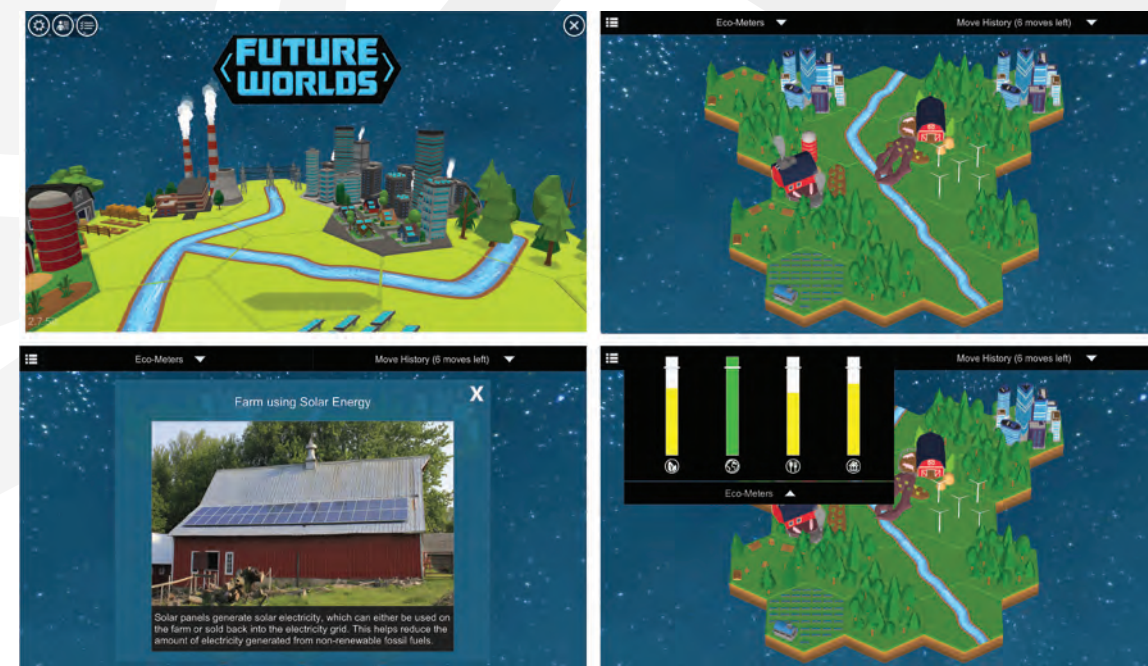 FUTURE
WORLDS
Eco-Meters
Move History (6 moves left)
Eco-Meters
Move History (6 moves left)
Farm using Solar Energy
X
Solar panels generate solar electricity, which can either be used on
the farm or sold back into the electricity grid. This helps reduce the
amount of electricity generated from non-renewable fossil fuels.
Move History (6 moves left)
Eco-Meters